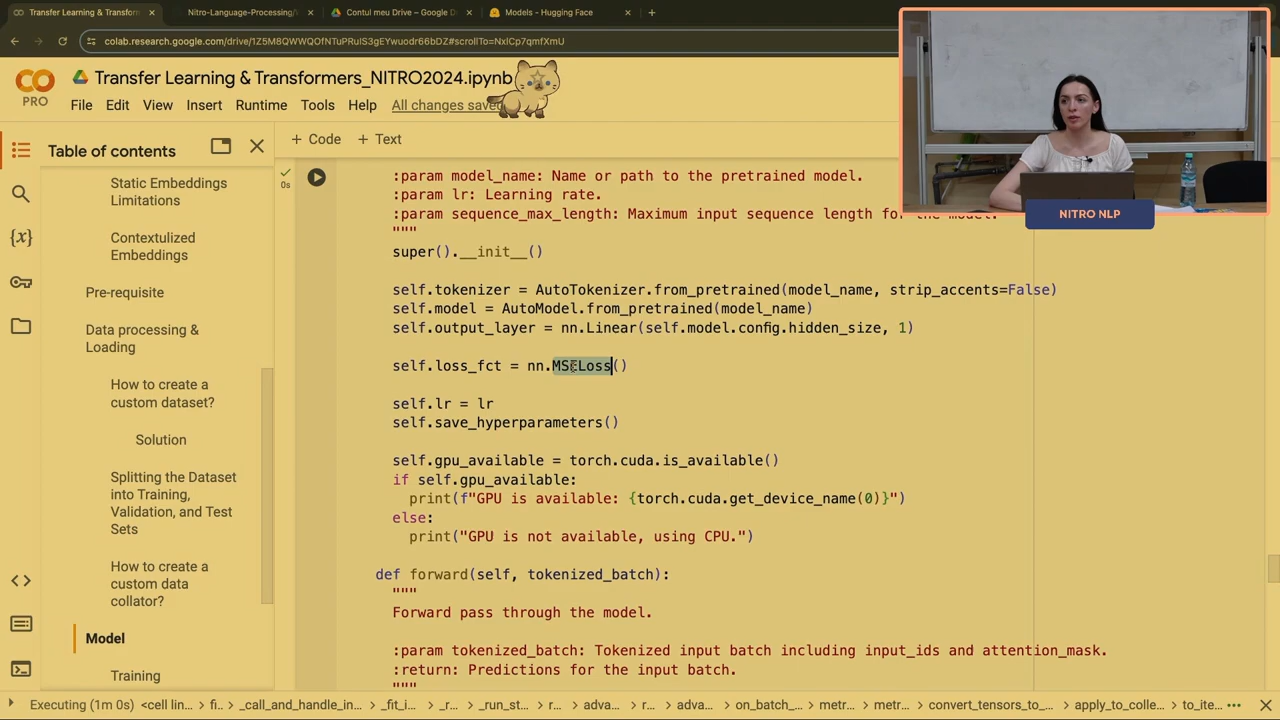 Transfer Learning & Transform
Nitro-Language-Processing/
Contul meu Drive – Google D
Models - Hugging Face
colab.research.google.com/drive/1Z5M8QWWQOfNTuPRulS3gEYwuodr66bDZ#scrollTo=NxICp7qmfXmU
Transfer Learning & Transformers_NITRO2024.ipynb
PRO
File Edit View Insert Runtime Tools Help All changes saved
+ Code + Text
Table of contents
Static Embeddings
Limitations
Contextulized
Embeddings
Pre-requisite
Data processing &
Loading
How to create a
custom dataset?
Solution
Splitting the Dataset
into Training,
Validation, and Test
Sets
How to create a
custom data
collator?
Model
Training
0s
:param model_name: Name or path to the pretrained model.
:param lr: Learning rate.
:param sequence_max_length: Maximum input sequence length for the model.
"""
super().__init__()
self.tokenizer = AutoTokenizer.from_pretrained(model_name, strip_accents=False)
self.model = AutoModel.from_pretrained(model_name)
self.output_layer = nn.Linear(self.model.config.hidden_size, 1)
self.loss_fct = nn.MSELoss()
self.lr = lr
self.save_hyperparameters()
self.gpu_available = torch.cuda.is_available()
if self.gpu_available:
print(f"GPU is available: {torch.cuda.get_device_name(0)}")
else:
print("GPU is not available, using CPU.")
def forward(self, tokenized_batch):
"""
Forward pass through the model.
:param tokenized_batch: Tokenized input batch including input_ids and attention_mask.
:return: Predictions for the input batch.
"""
NITRO NLP
Executing (1m 0s) <cell lin... > fi... > _call_and_handle_in... > _fit_i... > _r... > _run_st... > r... > adva... > r... > adva... > on_batch_... > metr... > metr... > convert_tensors_to_... > apply_to_colle... > to_ite...